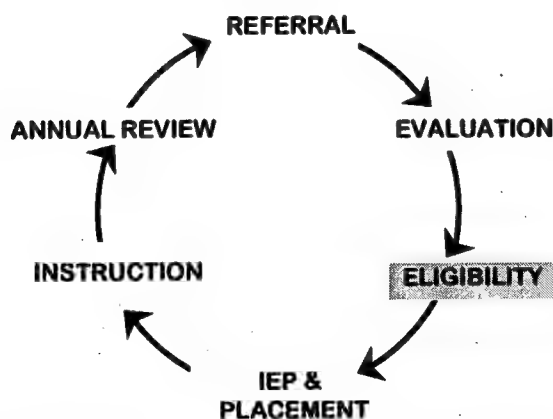 REFERRAL
EVALUATION
ELIGIBILITY
IEP &
PLACEMENT
INSTRUCTION
ANNUAL REVIEW